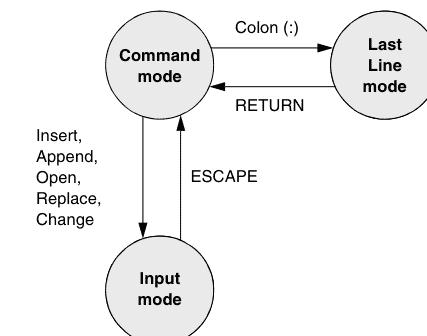 Colon (:)
Command
mode
Last
Line
mode
RETURN
Insert,
Append,
Open,
Replace,
Change
ESCAPE
Input
mode